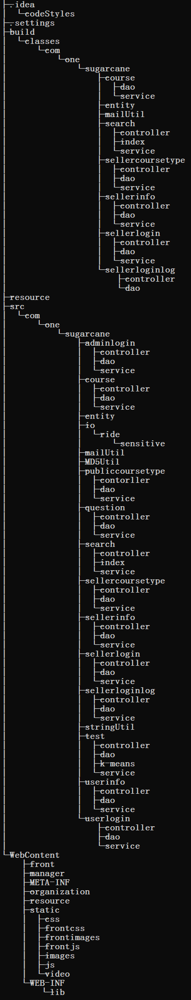 ├─.idea
│  └─codeStyles
├─.settings
├─build
│  └─classes
│      └─com
│          └─one
│              └─sugarcane
│                  ├─course
│                  │  ├─dao
│                  │  └─service
│                  ├─entity
│                  ├─mailUtil
│                  ├─search
│                  │  ├─controller
│                  │  ├─index
│                  │  └─service
│                  ├─sellercoursetype
│                  │  ├─controller
│                  │  ├─dao
│                  │  └─service
│                  ├─sellerinfo
│                  │  ├─controller
│                  │  ├─dao
│                  │  └─service
│                  ├─sellerlogin
│                  │  ├─controller
│                  │  ├─dao
│                  │  └─service
│                  └─sellerloginlog
│                      ├─controller
│                      └─dao
├─resource
├─src
│  └─com
│      └─one
│          └─sugarcane
│              ├─adminlogin
│              │  ├─controller
│              │  ├─dao
│              │  └─service
│              ├─course
│              │  ├─controller
│              │  ├─dao
│              │  └─service
│              ├─entity
│              ├─io
│              │  └─ride
│              │      └─sensitive
│              ├─mailUtil
│              ├─MD5Util
│              ├─publiccoursetype
│              │  ├─contorller
│              │  ├─dao
│              │  └─service
│              ├─question
│              │  ├─controller
│              │  ├─dao
│              │  └─service
│              ├─search
│              │  ├─controller
│              │  ├─index
│              │  └─service
│              ├─sellercoursetype
│              │  ├─controller
│              │  ├─dao
│              │  └─service
│              ├─sellerinfo
│              │  ├─controller
│              │  ├─dao
│              │  └─service
│              ├─sellerlogin
│              │  ├─controller
│              │  ├─dao
│              │  └─service
│              ├─sellerloginlog
│              │  ├─controller
│              │  ├─dao
│              │  └─service
│              ├─stringUtil
│              ├─test
│              │  ├─controller
│              │  ├─dao
│              │  ├─k-means
│              │  └─service
│              ├─userinfo
│              │  ├─controller
│              │  ├─dao
│              │  └─service
│              └─userlogin
│                  ├─controller
│                  ├─dao
│                  └─service
└─WebContent
    ├─front
    ├─manager
    ├─META-INF
    ├─organization
    ├─resource
    ├─static
    │  ├─css
    │  ├─frontcss
    │  ├─frontimages
    │  ├─frontjs
    │  ├─images
    │  ├─js
    │  └─video
    └─WEB-INF
        └─lib